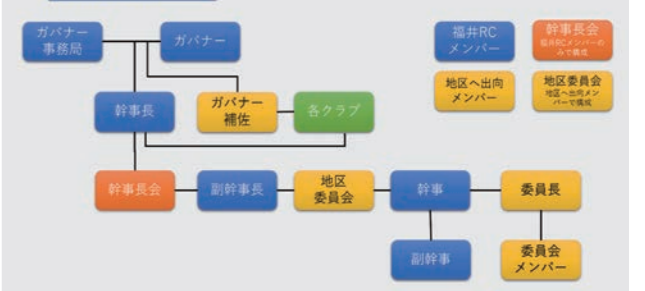 ガバナー
事務局
ガバナー
福井RC
メンバー
幹事長会
福井RCメンバーの
みで構成
地区へ出向
メンバー
地区委員会
地区へ出向メン
バーで構成
幹事長
ガバナー
補佐
各クラブ
幹事長会
副幹事長
地区
委員会
幹事
委員長
副幹事
委員会
メンバー